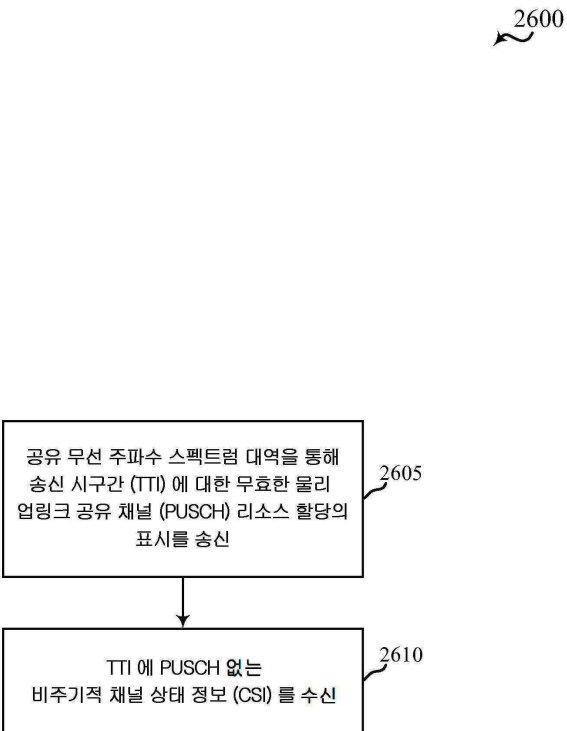 2600
공유 무선 주파수 스펙트럼 대역을 통해
송신 시구간 (TTI) 에 대한 무효한 물리
업링크 공유 채널 (PUSCH) 리소스 할당의
표시를 송신
2605
TTI 에 PUSCH 없는
비주기적 채널 상태 정보 (CSI) 를 수신
2610